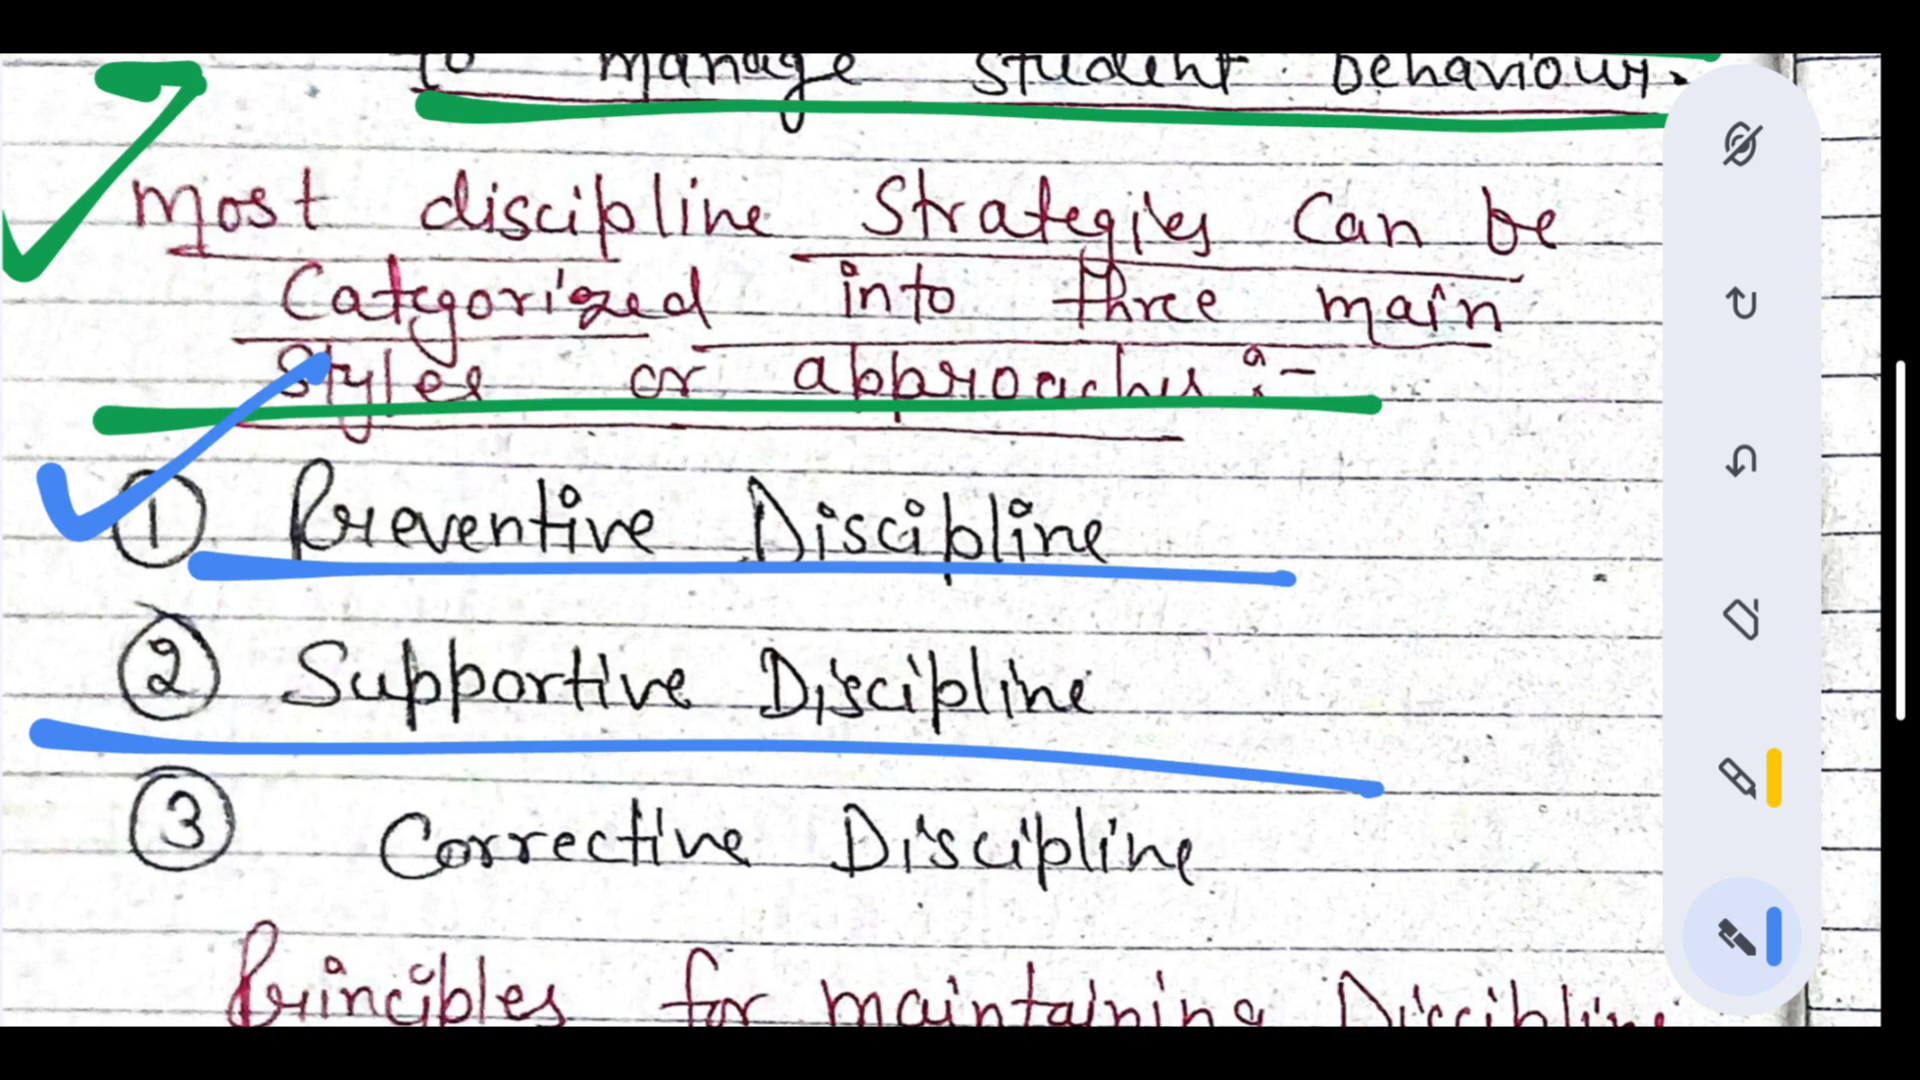 to manage student behaviour.
Most discipline Strategies Can be
Categorized into three main
Styles or approaches :-
① Preventive Discipline
② Supportive Discipline
③ Corrective Discipline
Principles for maintaining Discipline